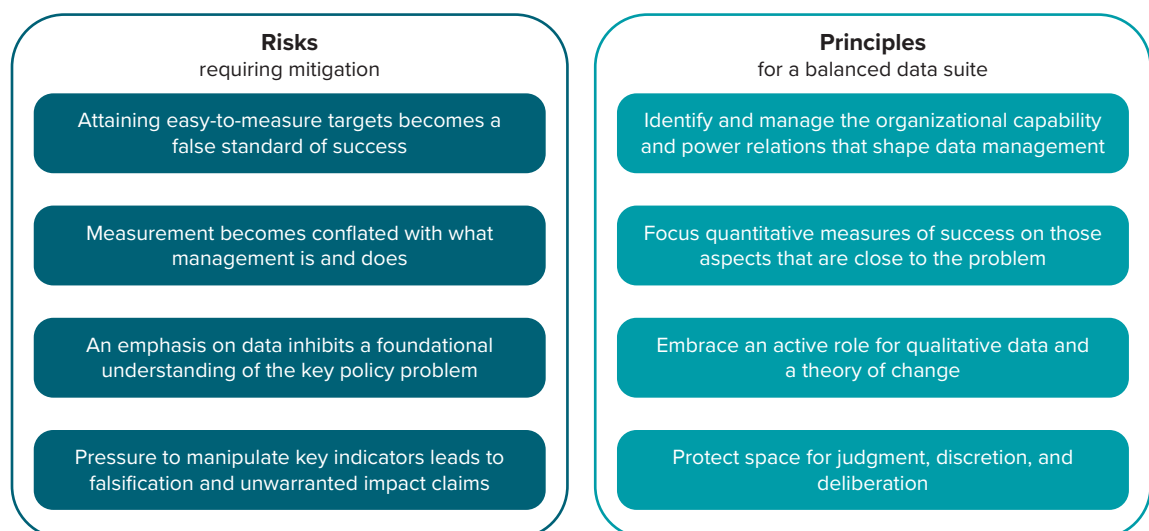 Risks
requiring mitigation
Attaining easy-to-measure targets becomes a
false standard of success
Measurement becomes conflated with what
management is and does
An emphasis on data inhibits a foundational
understanding of the key policy problem
Pressure to manipulate key indicators leads to
falsification and unwarranted impact claims
Principles
for a balanced data suite
Identify and manage the organizational capability
and power relations that shape data management
Focus quantitative measures of success on those
aspects that are close to the problem
Embrace an active role for qualitative data and
a theory of change
Protect space for judgment, discretion, and
deliberation